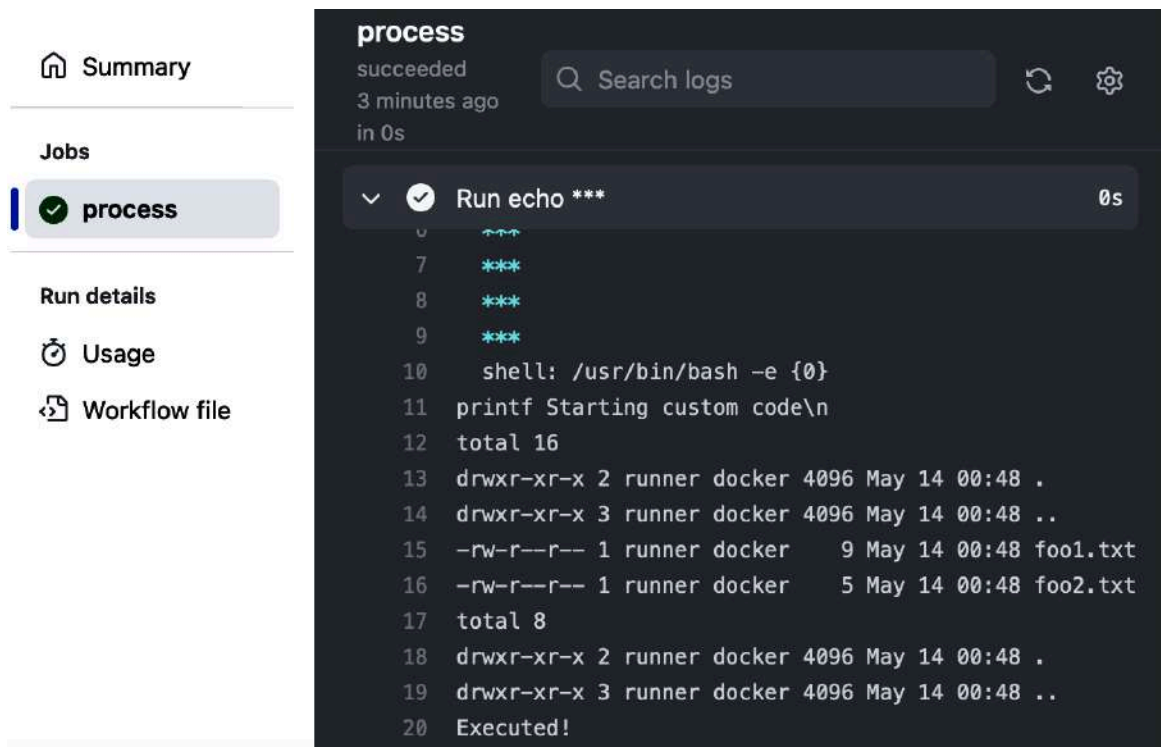 Summary
Jobs
process
Run details
Usage
Workflow file
process
succeeded
3 minutes ago
in 0s
Search logs
Run echo *** 0s
6 ***
7 ***
8 ***
9 ***
10 shell: /usr/bin/bash -e {0}
11 printf Starting custom code\n
12 total 16
13 drwxr-xr-x 2 runner docker 4096 May 14 00:48 .
14 drwxr-xr-x 3 runner docker 4096 May 14 00:48 ..
15 -rw-r--r-- 1 runner docker    9 May 14 00:48 foo1.txt
16 -rw-r--r-- 1 runner docker    5 May 14 00:48 foo2.txt
17 total 8
18 drwxr-xr-x 2 runner docker 4096 May 14 00:48 .
19 drwxr-xr-x 3 runner docker 4096 May 14 00:48 ..
20 Executed!